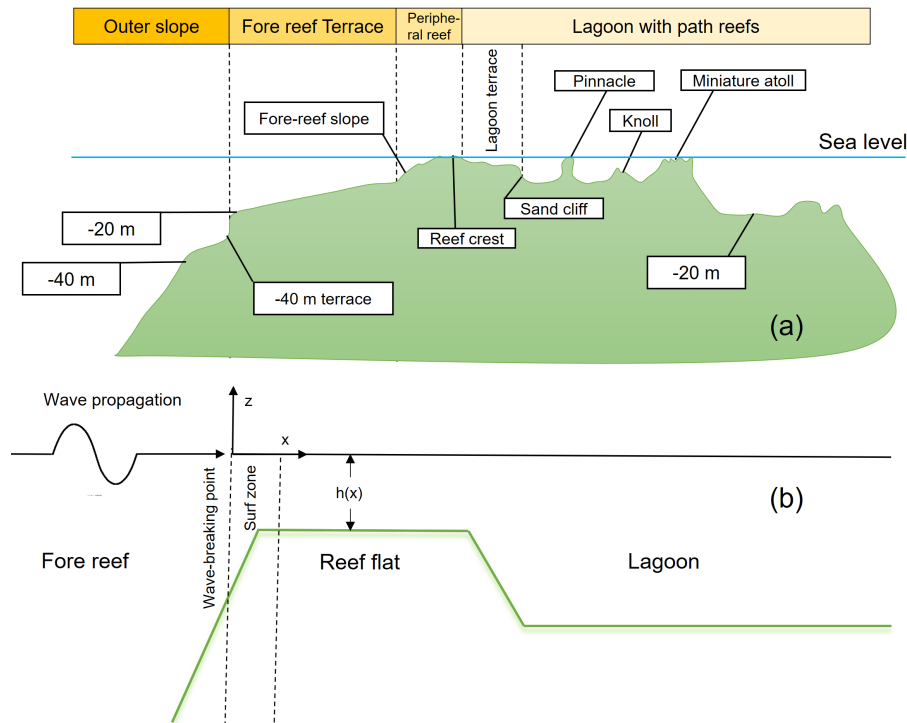 Outer slope
Fore reef Terrace
Periphe-
ral reef
Lagoon with path reefs
Lagoon terrace
Pinnacle
Miniature atoll
Fore-reef slope
Knoll
Sea level
Sand cliff
-20 m
Reef crest
-40 m
-40 m terrace
-20 m
(a)
Wave propagation
z
x
Wave-breaking point
Surf zone
h(x)
(b)
Fore reef
Reef flat
Lagoon